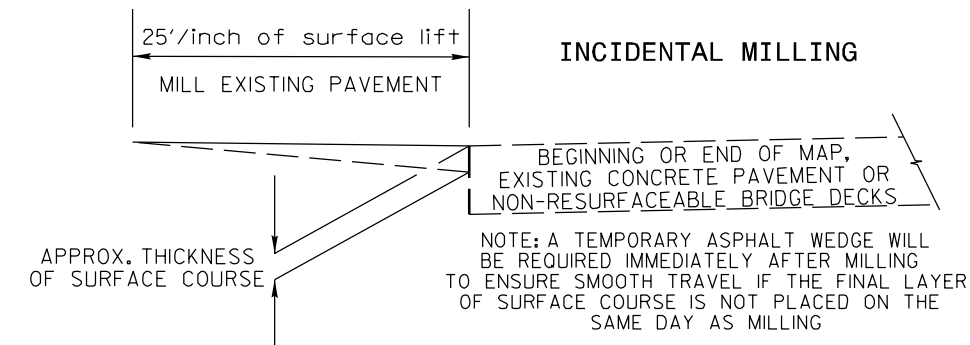 25'/inch of surface lift
MILL EXISTING PAVEMENT
INCIDENTAL MILLING
BEGINNING OR END OF MAP,
EXISTING CONCRETE PAVEMENT OR
NON-RESURFACEABLE BRIDGE DECKS
APPROX. THICKNESS
OF SURFACE COURSE
NOTE: A TEMPORARY ASPHALT WEDGE WILL
BE REQUIRED IMMEDIATELY AFTER MILLING
TO ENSURE SMOOTH TRAVEL IF THE FINAL LAYER
OF SURFACE COURSE IS NOT PLACED ON THE
SAME DAY AS MILLING